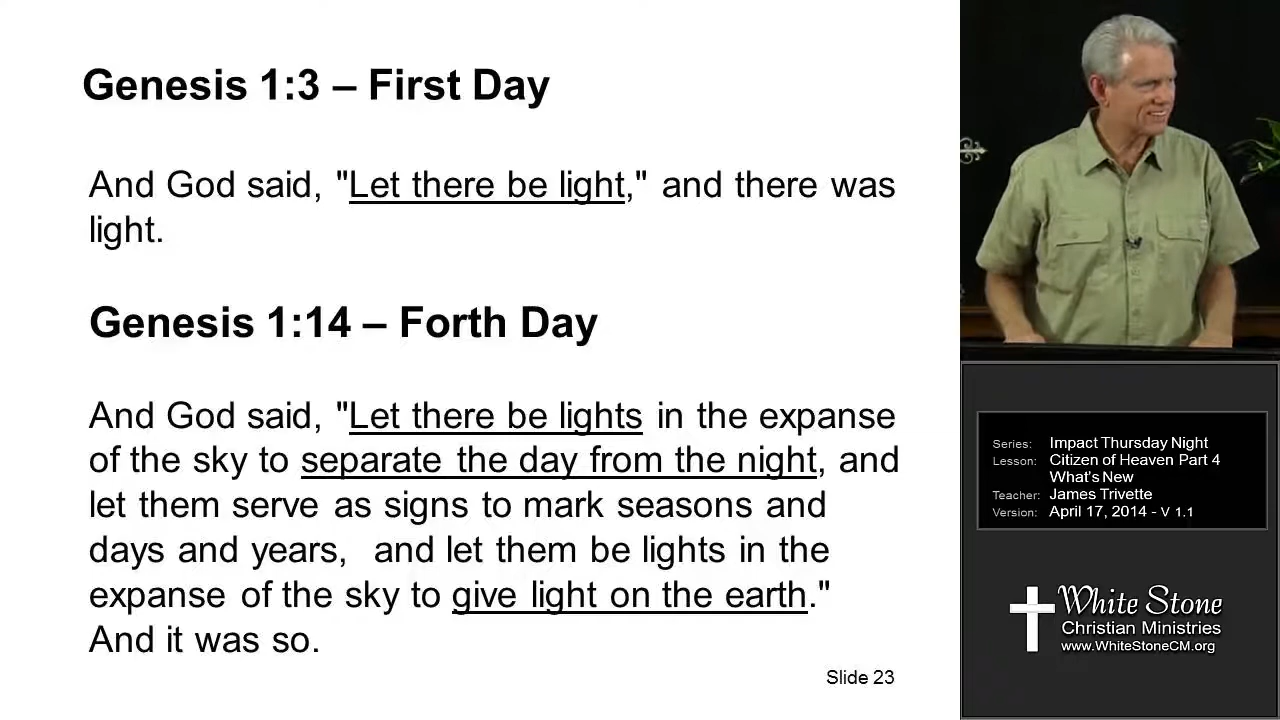 Genesis 1:3 – First Day
And God said, "Let there be light," and there was
light.
Genesis 1:14 – Forth Day
And God said, "Let there be lights in the expanse
of the sky to separate the day from the night, and
let them serve as signs to mark seasons and
days and years, and let them be lights in the
expanse of the sky to give light on the earth."
And it was so.
Slide 23
Series: Impact Thursday Night
Lesson: Citizen of Heaven Part 4
What's New
Teacher: James Trivette
Version: April 17, 2014 - V 1.1
White Stone
Christian Ministries
www.WhiteStoneCM.org